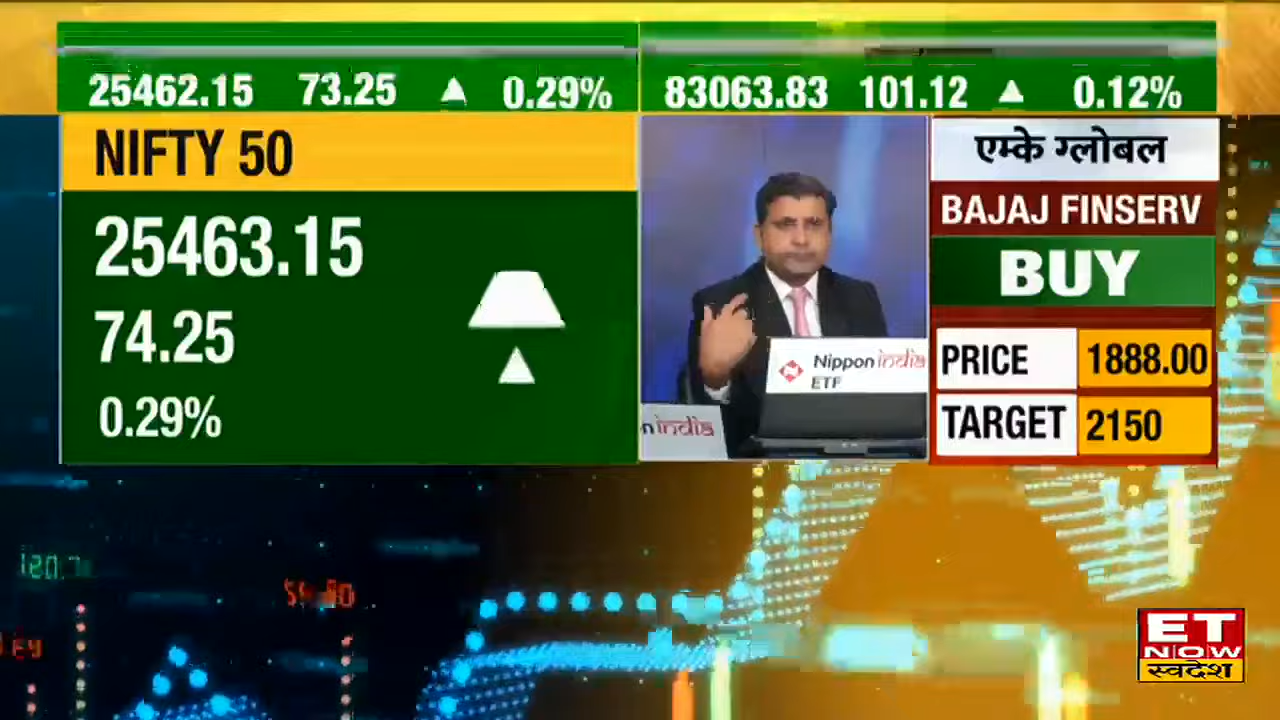 25462.15 73.25 ▲ 0.29%
83063.83 101.12 ▲ 0.12%
NIFTY 50
25463.15
74.25
0.29%
Nippon india
ETF
n india
एम्के ग्लोबल
BAJAJ FINSERV
BUY
PRICE 1888.00
TARGET 2150
ET
NOW
स्वदेश